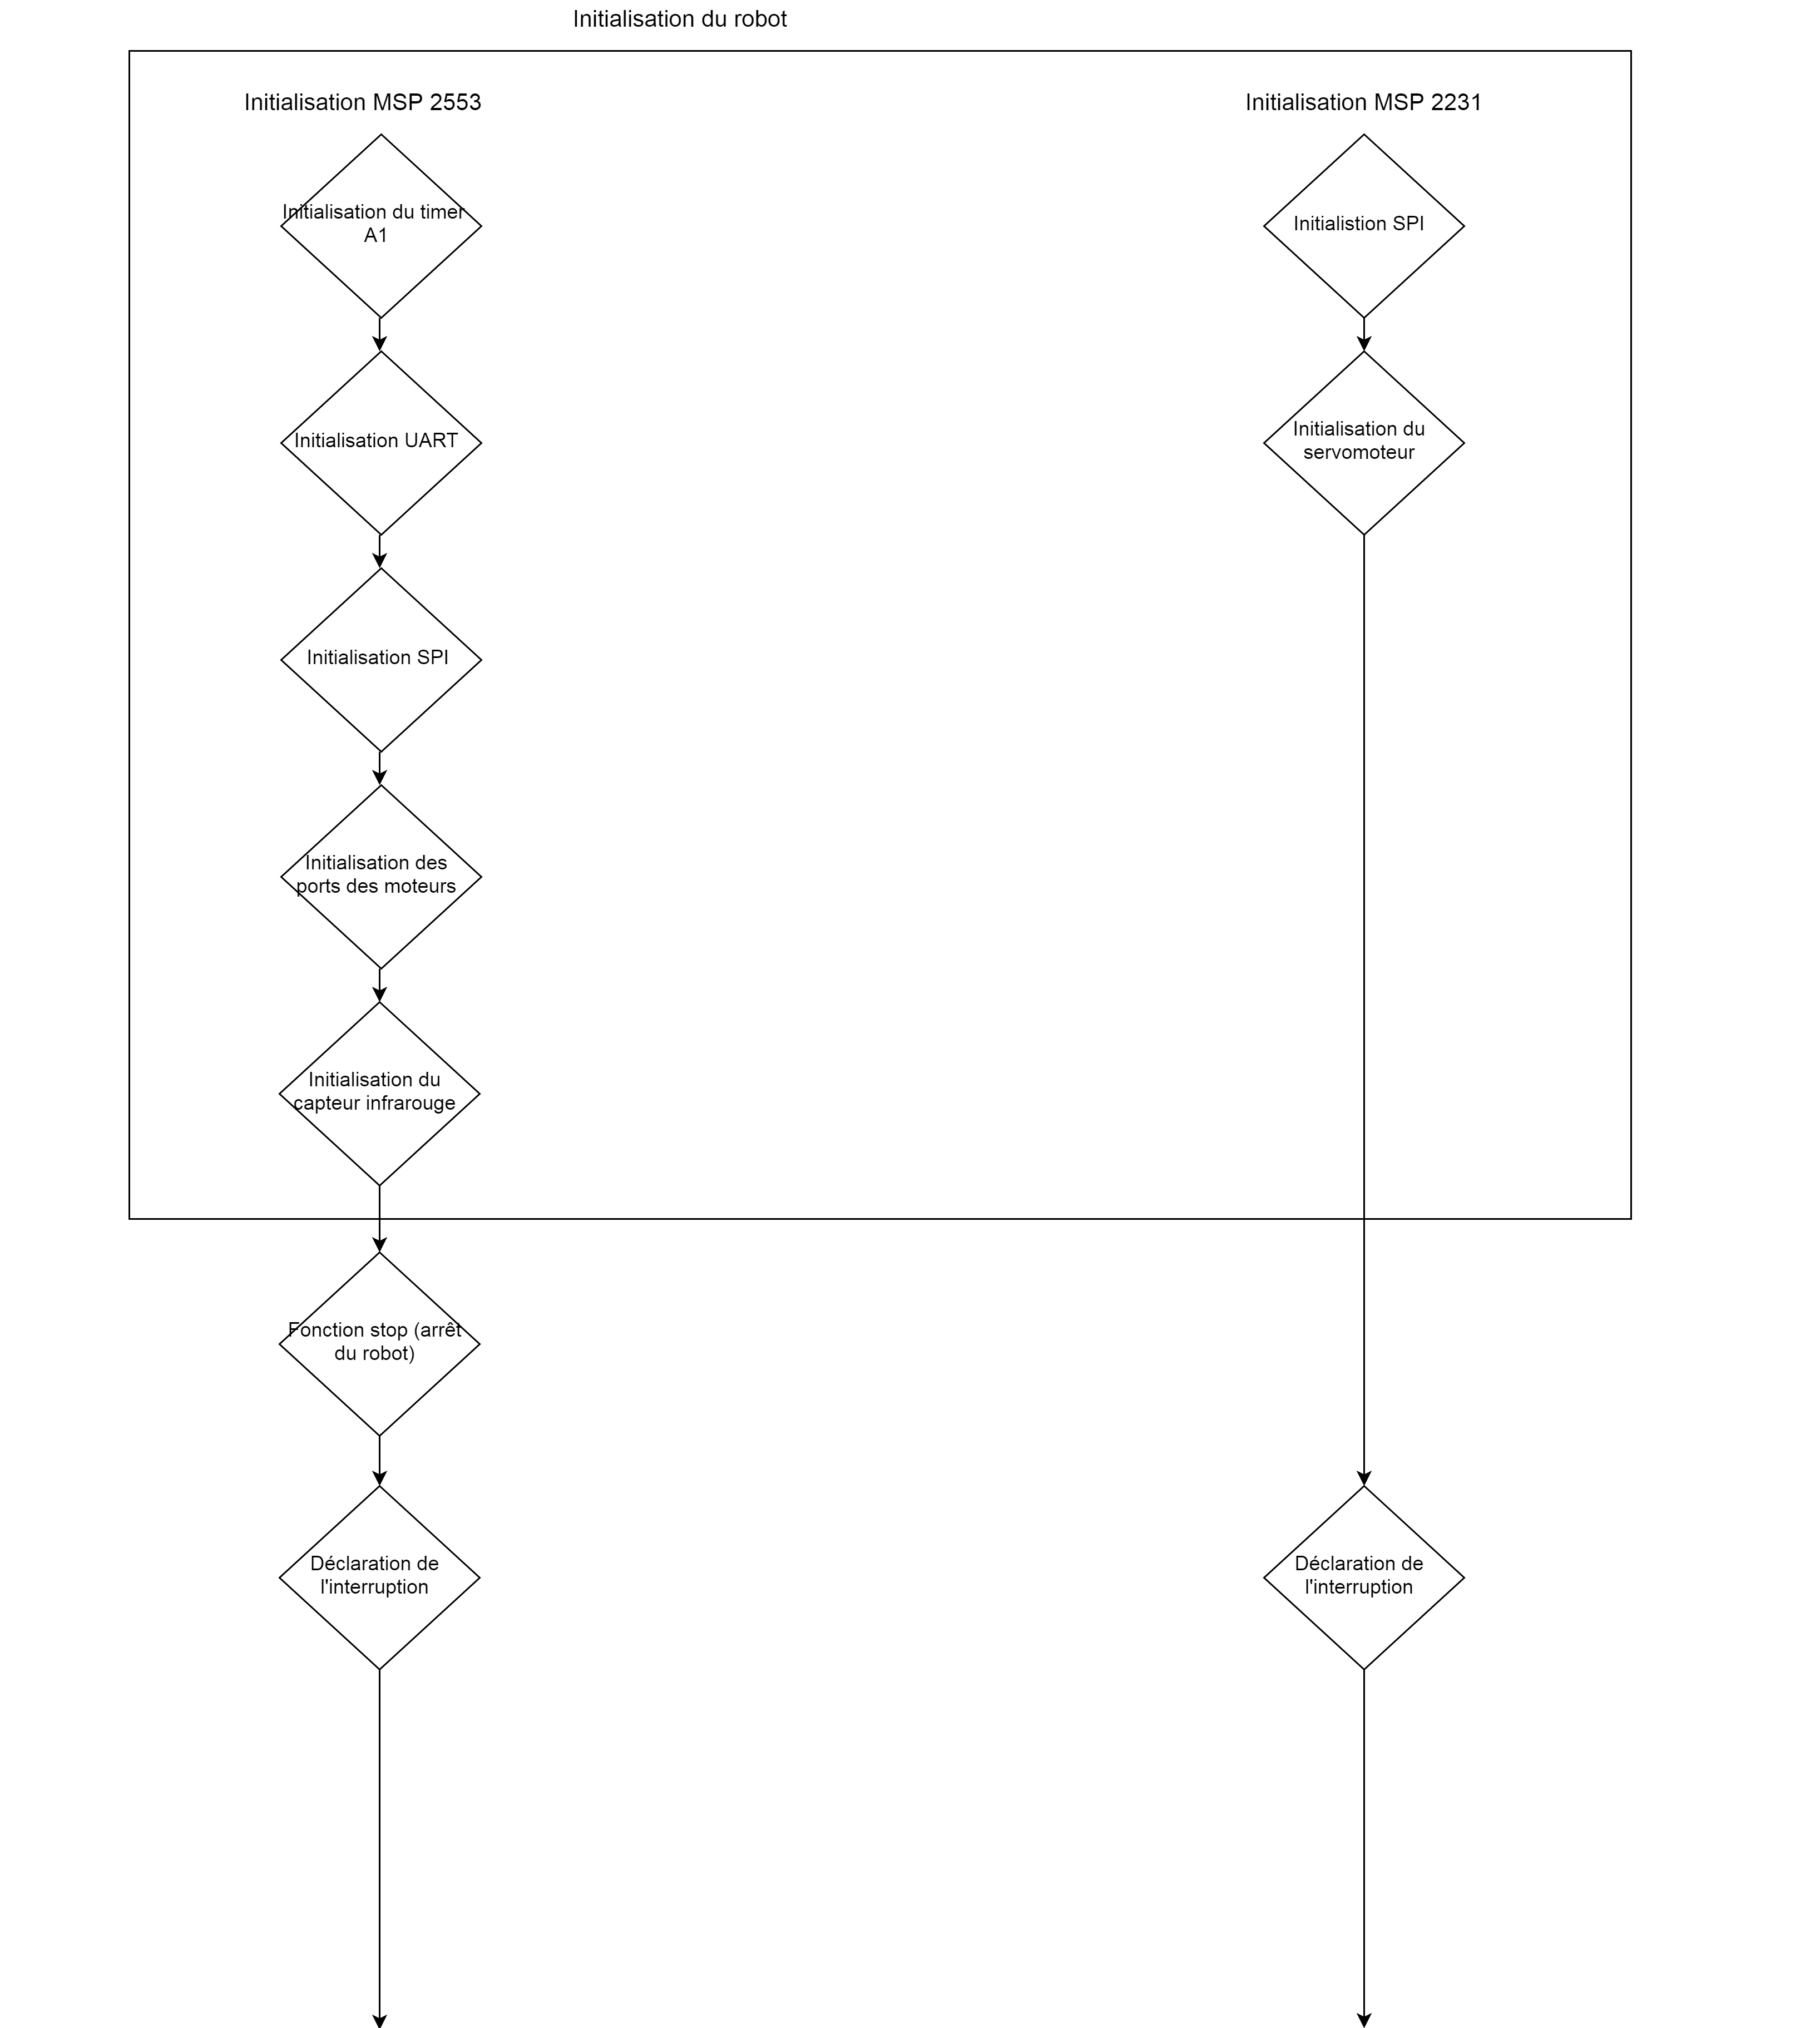 Initialisation du robot
Initialisation MSP 2553
Initialisation du timer
A1
Initialisation UART
Initialisation SPI
Initialisation des
ports des moteurs
Initialisation du
capteur infrarouge
Fonction stop (arrêt
du robot)
Déclaration de
l'interruption
Initialisation MSP 2231
Initialistion SPI
Initialisation du
servomoteur
Déclaration de
l'interruption